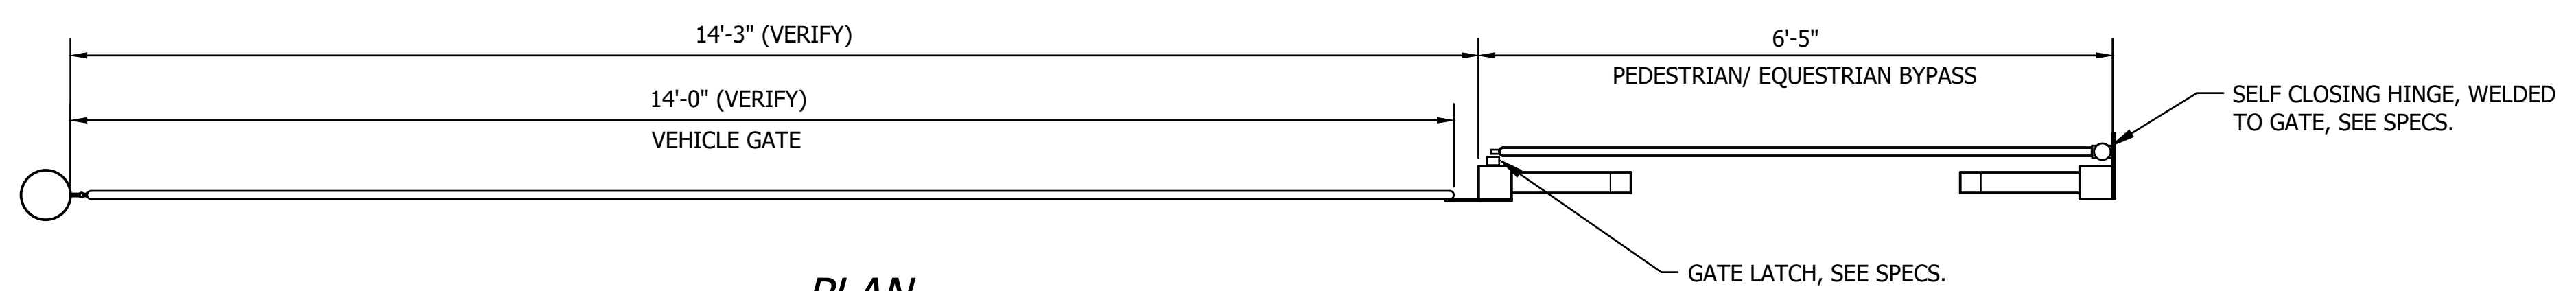 14'-3" (VERIFY)
6'-5"
PEDESTRIAN/ EQUESTRIAN BYPASS
14'-0" (VERIFY)
VEHICLE GATE
SELF CLOSING HINGE, WELDED
TO GATE, SEE SPECS.
GATE LATCH, SEE SPECS.
PLAN